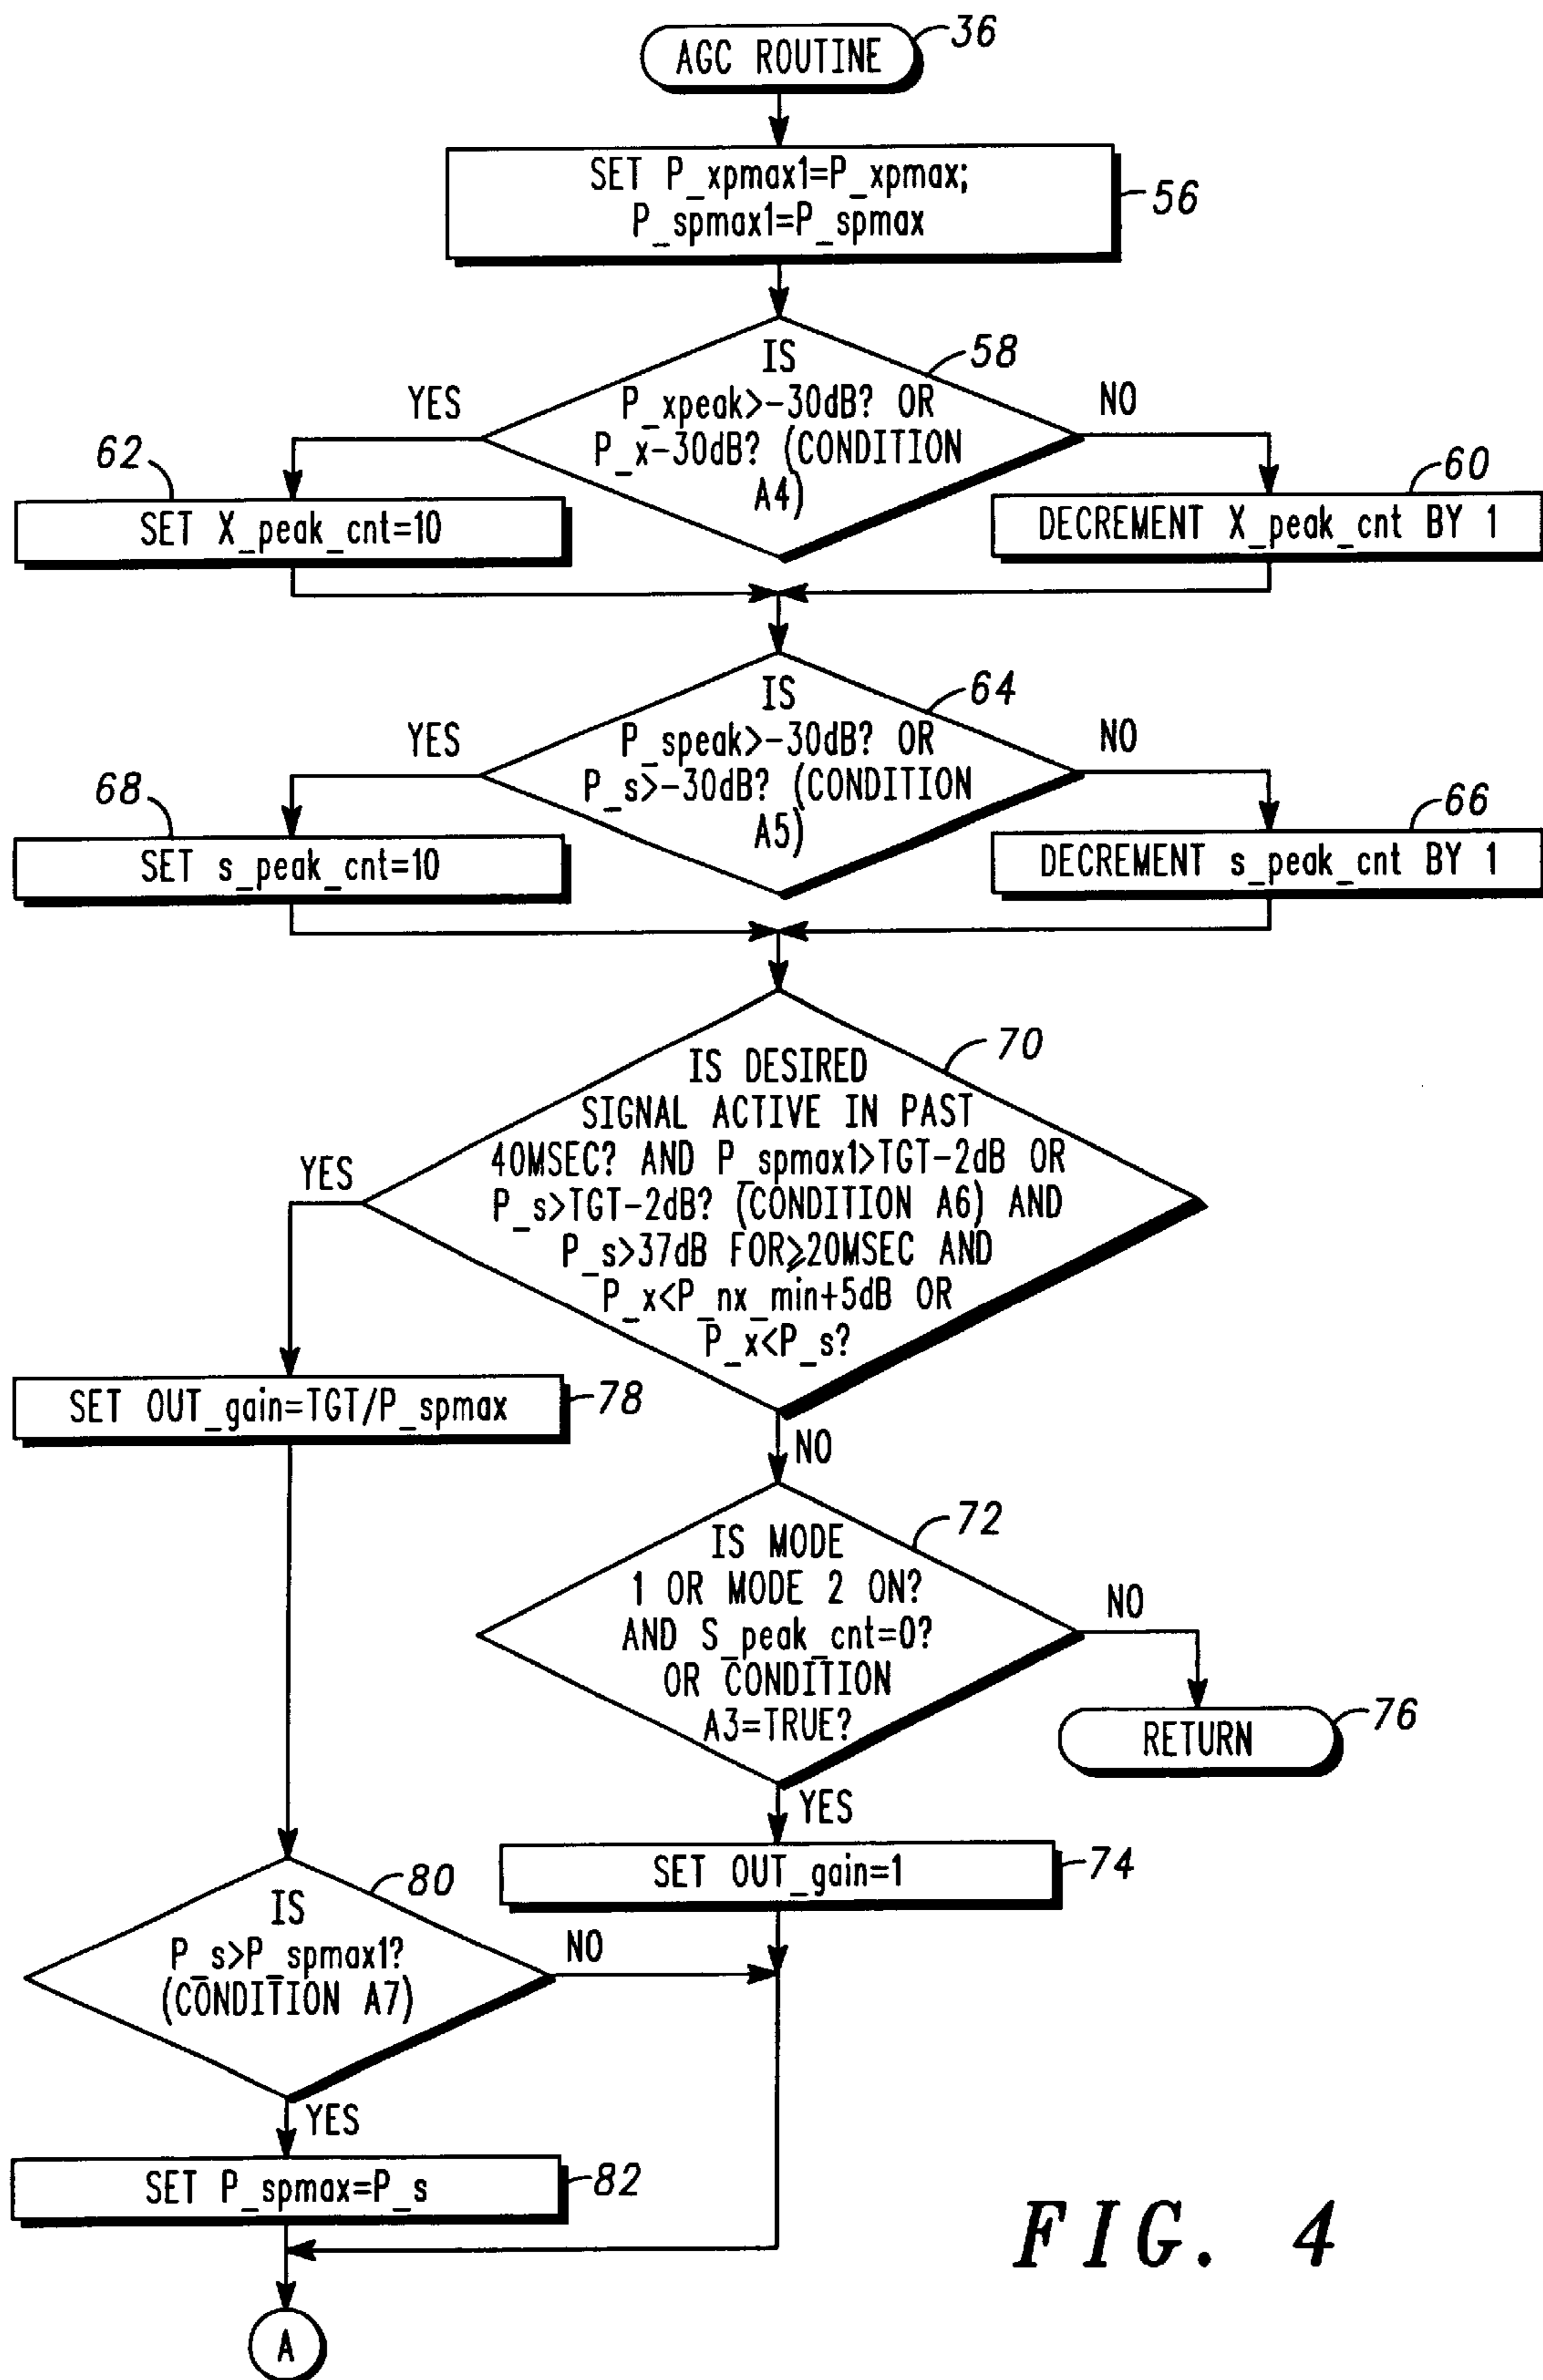 AGC ROUTINE
36
SET P_xpmax1=P_xpmax;
P_spmax1=P_spmax
56
IS
P_xpeak>-30dB? OR
P_x-30dB? (CONDITION
A4)
58
YES
NO
62
SET X_peak_cnt=10
60
DECREMENT X_peak_cnt BY 1
IS
P_speak>-30dB? OR
P_s>-30dB? (CONDITION
A5)
64
YES
NO
68
SET s_peak_cnt=10
66
DECREMENT s_peak_cnt BY 1
IS DESIRED
SIGNAL ACTIVE IN PAST
40MSEC? AND P_spmax1>TGT-2dB OR
P_s>TGT-2dB? (CONDITION A6) AND
P_s>37dB FOR≥20MSEC AND
P_x<P_nx_min+5dB OR
P_x<P_s?
70
YES
SET OUT_gain=TGT/P_spmax
78
NO
IS MODE
1 OR MODE 2 ON?
AND S_peak_cnt=0?
OR CONDITION
A3=TRUE?
72
NO
RETURN
76
YES
SET OUT_gain=1
74
IS
P_s>P_spmax1?
(CONDITION A7)
80
NO
YES
SET P_spmax=P_s
82
A
FIG. 4